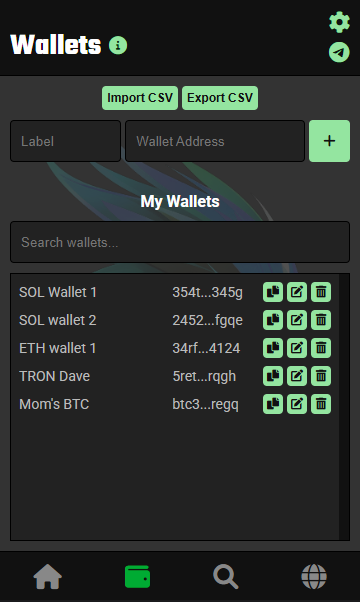 Wallets
Import CSV Export CSV
Label Wallet Address +
My Wallets
Search wallets...
SOL Wallet 1 354t...345g
SOL wallet 2 2452...fgqe
ETH wallet 1 34rf...4124
TRON Dave 5ret...rqgh
Mom's BTC btc3...regq